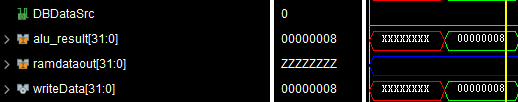 DBDataSrc 0
alu_result[31:0] 00000008 XXXXXXXX 00000008
ramdataout[31:0] ZZZZZZZZ
writeData[31:0] 00000008 XXXXXXXX 00000008